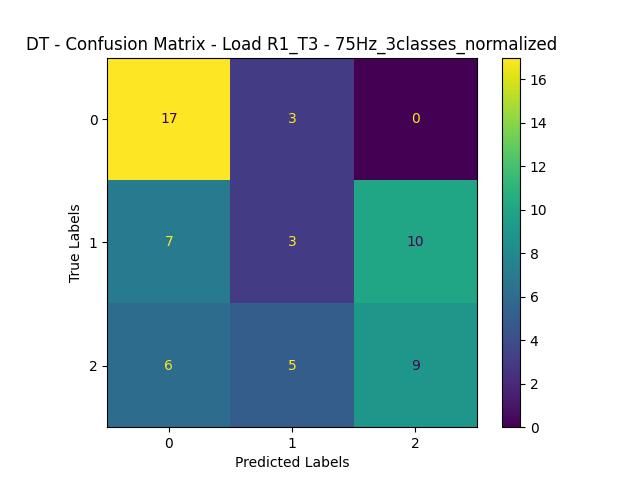 DT - Confusion Matrix - Load R1_T3 - 75Hz_3classes_normalized
True Labels
0
17 3 0
1
7 3 10
2
6 5 9
0 1 2
Predicted Labels
16
14
12
10
8
6
4
2
0